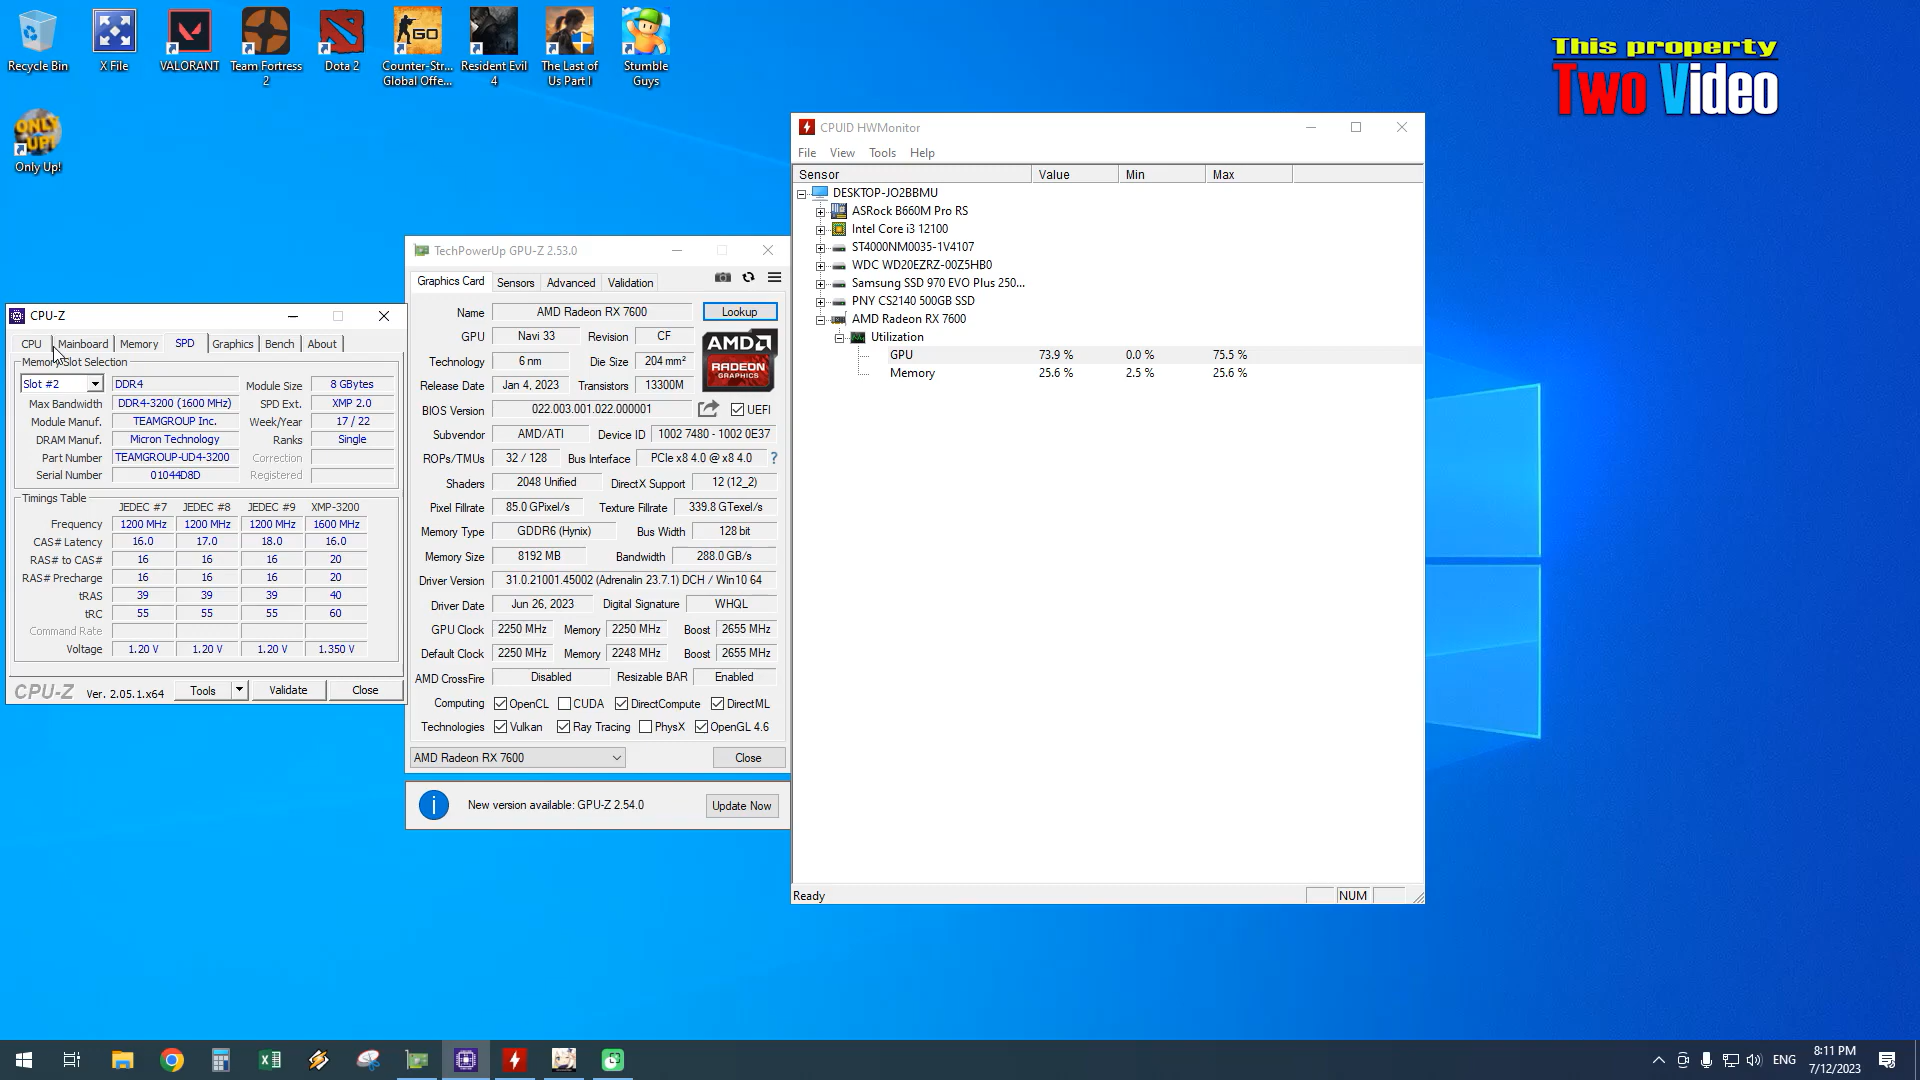 Recycle Bin
X File
VALORANT
Team Fortress
2
Dota 2
Counter-Str...
Global Offe...
GO
Resident Evil
4
The Last of
Us Part I
Stumble
Guys
ONLY
UP!
Only Up!
This property
Two Video
CPUID HWMonitor
File View Tools Help
Sensor Value Min Max
DESKTOP-JO2BBMU
ASRock B660M Pro RS
Intel Core i3 12100
ST4000NM0035-1V4107
WDC WD20EZRZ-00Z5HB0
Samsung SSD 970 EVO Plus 250...
PNY CS2140 500GB SSD
AMD Radeon RX 7600
Utilization
GPU 73.9 % 0.0 % 75.5 %
Memory 25.6 % 2.5 % 25.6 %
Ready NUM
TechPowerUp GPU-Z 2.53.0
Graphics Card Sensors Advanced Validation
Name AMD Radeon RX 7600 Lookup
GPU Navi 33 Revision CF
Technology 6 nm Die Size 204 mm²
Release Date Jan 4, 2023 Transistors 13300M
AMD
RADEON
GRAPHICS
BIOS Version 022.003.001.022.000001 UEFI
Subvendor AMD/ATI Device ID 1002 7480 - 1002 0E37
ROPs/TMUs 32 / 128 Bus Interface PCIe x8 4.0 @ x8 4.0 ?
Shaders 2048 Unified DirectX Support 12 (12_2)
Pixel Fillrate 85.0 GPixel/s Texture Fillrate 339.8 GTexel/s
Memory Type GDDR6 (Hynix) Bus Width 128 bit
Memory Size 8192 MB Bandwidth 288.0 GB/s
Driver Version 31.0.21001.45002 (Adrenalin 23.7.1) DCH / Win10 64
Driver Date Jun 26, 2023 Digital Signature WHQL
GPU Clock 2250 MHz Memory 2250 MHz Boost 2655 MHz
Default Clock 2250 MHz Memory 2248 MHz Boost 2655 MHz
AMD CrossFire Disabled Resizable BAR Enabled
Computing OpenCL CUDA DirectCompute DirectML
Technologies Vulkan Ray Tracing PhysX OpenGL 4.6
AMD Radeon RX 7600 Close
New version available: GPU-Z 2.54.0 Update Now
CPU-Z
CPU Mainboard Memory SPD Graphics Bench About
Memory Slot Selection
Slot #2 DDR4 Module Size 8 GBytes
Max Bandwidth DDR4-3200 (1600 MHz) SPD Ext. XMP 2.0
Module Manuf. TEAMGROUP Inc. Week/Year 17 / 22
DRAM Manuf. Micron Technology Ranks Single
Part Number TEAMGROUP-UD4-3200 Correction
Serial Number 01044D8D Registered
Timings Table
JEDEC #7 JEDEC #8 JEDEC #9 XMP-3200
Frequency 1200 MHz 1200 MHz 1200 MHz 1600 MHz
CAS# Latency 16.0 17.0 18.0 16.0
RAS# to CAS# 16 16 16 20
RAS# Precharge 16 16 16 20
tRAS 39 39 39 40
tRC 55 55 55 60
Command Rate
Voltage 1.20 V 1.20 V 1.20 V 1.350 V
CPU-Z Ver. 2.05.1.x64 Tools Validate Close
ENG
8:11 PM
7/12/2023